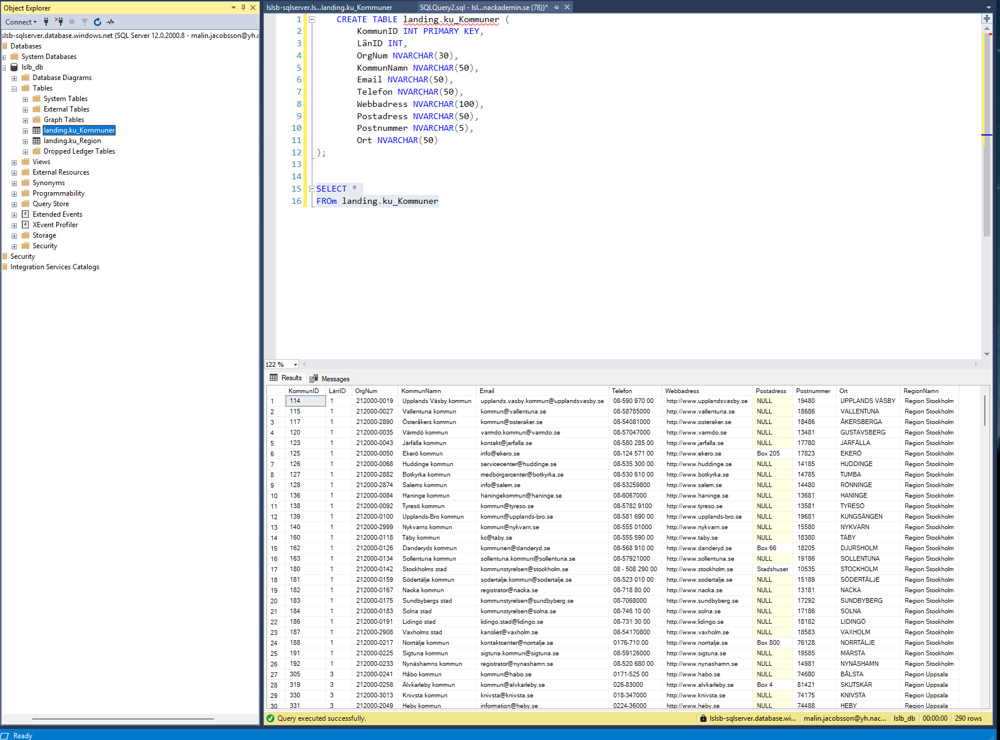 Object Explorer
Connect
slsb-sqlserver.database.windows.net (SQL Server 12.0.2000.8 - malin.jacobsson@yh.n
Databases
System Databases
lslb_db
Database Diagrams
Tables
System Tables
External Tables
Graph Tables
landing.ku_Kommuner
landing.ku_Region
Dropped Ledger Tables
Views
External Resources
Synonyms
Programmability
Query Store
Extended Events
XEvent Profiler
Storage
Security
Security
Integration Services Catalogs
lslsb-sqlserver.ls...landing.ku_Kommuner
SQLQuery2.sql - lsl...nackademin.se (78))*
1 CREATE TABLE landing.ku_Kommuner (
2 KommunID INT PRIMARY KEY,
3 LänID INT,
4 OrgNum NVARCHAR(30),
5 KommunNamn NVARCHAR(50),
6 Email NVARCHAR(50),
7 Telefon NVARCHAR(50),
8 Webbadress NVARCHAR(100),
9 Postadress NVARCHAR(50),
10 Postnummer NVARCHAR(5),
11 Ort NVARCHAR(50)
12 );
13
14
15 SELECT *
16 FROm landing.ku_Kommuner
122 %
Results Messages
KommunID LänID OrgNum KommunNamn Email Telefon Webbadress Postadress Postnummer Ort RegionNamn
1 114 1 212000-0019 Upplands Väsby kommun upplands.vasby.kommun@upplandsvasby.se 08-590 970 00 http://www.upplandsvasby.se NULL 19480 UPPLANDS VÄSBY Region Stockholm
2 115 1 212000-0027 Vallentuna kommun kommun@vallentuna.se 08-58785000 http://www.vallentuna.se NULL 18686 VALLENTUNA Region Stockholm
3 117 1 212000-2890 Österåkers kommun kommun@osteraker.se 08-54081000 http://www.osteraker.se NULL 18486 ÅKERSBERGA Region Stockholm
4 120 1 212000-0035 Värmdö kommun varmdo.kommun@varmdo.se 08-57047000 http://www.varmdo.se NULL 13481 GUSTAVSBERG Region Stockholm
5 123 1 212000-0043 Järfälla kommun kontakt@jarfalla.se 08-580 285 00 http://www.jarfalla.se NULL 17780 JÄRFÄLLA Region Stockholm
6 125 1 212000-0050 Ekerö kommun info@ekero.se 08-124 571 00 http://www.ekero.se Box 205 17823 EKERÖ Region Stockholm
7 126 1 212000-0068 Huddinge kommun servicecenter@huddinge.se 08-535 300 00 http://www.huddinge.se NULL 14185 HUDDINGE Region Stockholm
8 127 1 212000-2882 Botkyrka kommun medborgarcenter@botkyrka.se 08-530 610 00 http://www.botkyrka.se NULL 14785 TUMBA Region Stockholm
9 128 1 212000-2874 Salems kommun info@salem.se 08-53259800 http://www.salem.se NULL 14480 RÖNNINGE Region Stockholm
10 136 1 212000-0084 Haninge kommun haningekommun@haninge.se 08-6067000 http://www.haninge.se NULL 13681 HANINGE Region Stockholm
11 138 1 212000-0092 Tyresö kommun kommun@tyreso.se 08-5782 9100 http://www.tyreso.se NULL 13581 TYRESÖ Region Stockholm
12 139 1 212000-0100 Upplands-Bro kommun kommun@upplands-bro.se 08-581 690 00 http://www.upplands-bro.se NULL 19681 KUNGSÄNGEN Region Stockholm
13 140 1 212000-2999 Nykvarns kommun kommun@nykvarn.se 08-555 01000 http://www.nykvarn.se NULL 15580 NYKVARN Region Stockholm
14 160 1 212000-0118 Täby kommun kc@taby.se 08-555 590 00 http://www.taby.se NULL 18380 TÄBY Region Stockholm
15 162 1 212000-0126 Danderyds kommun kommunen@danderyd.se 08-568 910 00 http://www.danderyd.se Box 66 18205 DJURSHOLM Region Stockholm
16 163 1 212000-0134 Sollentuna kommun sollentuna.kommun@sollentuna.se 08-57921000 http://www.sollentuna.se NULL 19186 SOLLENTUNA Region Stockholm
17 180 1 212000-0142 Stockholms stad kommunstyrelsen@stockholm.se 08 - 508 290 00 http://www.stockholm.se Stadshuset 10535 STOCKHOLM Region Stockholm
18 181 1 212000-0159 Södertälje kommun sodertalje.kommun@sodertalje.se 08-523 010 00 http://www.sodertalje.se NULL 15189 SÖDERTÄLJE Region Stockholm
19 182 1 212000-0167 Nacka kommun registrator@nacka.se 08-718 80 00 http://www.nacka.se NULL 13181 NACKA Region Stockholm
20 183 1 212000-0175 Sundbybergs stad kommunstyrelsen@sundbyberg.se 08-7068000 http://www.sundbyberg.se NULL 17292 SUNDBYBERG Region Stockholm
21 184 1 212000-0183 Solna stad kommunstyrelsen@solna.se 08-746 10 00 http://www.solna.se NULL 17186 SOLNA Region Stockholm
22 186 1 212000-0191 Lidingö stad lidingo.stad@lidingo.se 08-731 30 00 http://www.lidingo.se NULL 18182 LIDINGÖ Region Stockholm
23 187 1 212000-2908 Vaxholms stad kansliet@vaxholm.se 08-54170800 http://www.vaxholm.se NULL 18583 VAXHOLM Region Stockholm
24 188 1 212000-0217 Norrtälje kommun kontaktcenter@norrtalje.se 0176-710 00 http://www.norrtalje.se Box 800 76128 NORRTÄLJE Region Stockholm
25 191 1 212000-0225 Sigtuna kommun sigtuna.kommun@sigtuna.se 08-59126000 http://www.sigtuna.se NULL 19585 MÄRSTA Region Stockholm
26 192 1 212000-0233 Nynäshamns kommun registrator@nynashamn.se 08-520 680 00 http://www.nynashamn.se NULL 14981 NYNÄSHAMN Region Stockholm
27 305 3 212000-0241 Håbo kommun kommun@habo.se 0171-525 00 http://www.habo.se NULL 74680 BÅLSTA Region Uppsala
28 319 3 212000-0258 Älvkarleby kommun kommun@alvkarleby.se 026-83000 http://www.alvkarleby.se Box 4 81421 SKUTSKÄR Region Uppsala
29 330 3 212000-3013 Knivsta kommun knivsta@knivsta.se 018-347000 http://www.knivsta.se NULL 74175 KNIVSTA Region Uppsala
30 331 3 212000-2049 Heby kommun information@heby.se 0224-36000 http://www.heby.se NULL 74488 HEBY Region Uppsala
Query executed successfully. lslsb-sqlserver.database.wi... malin.jacobsson@yh.nac... lslb_db 00:00:00 290 rows
Ready